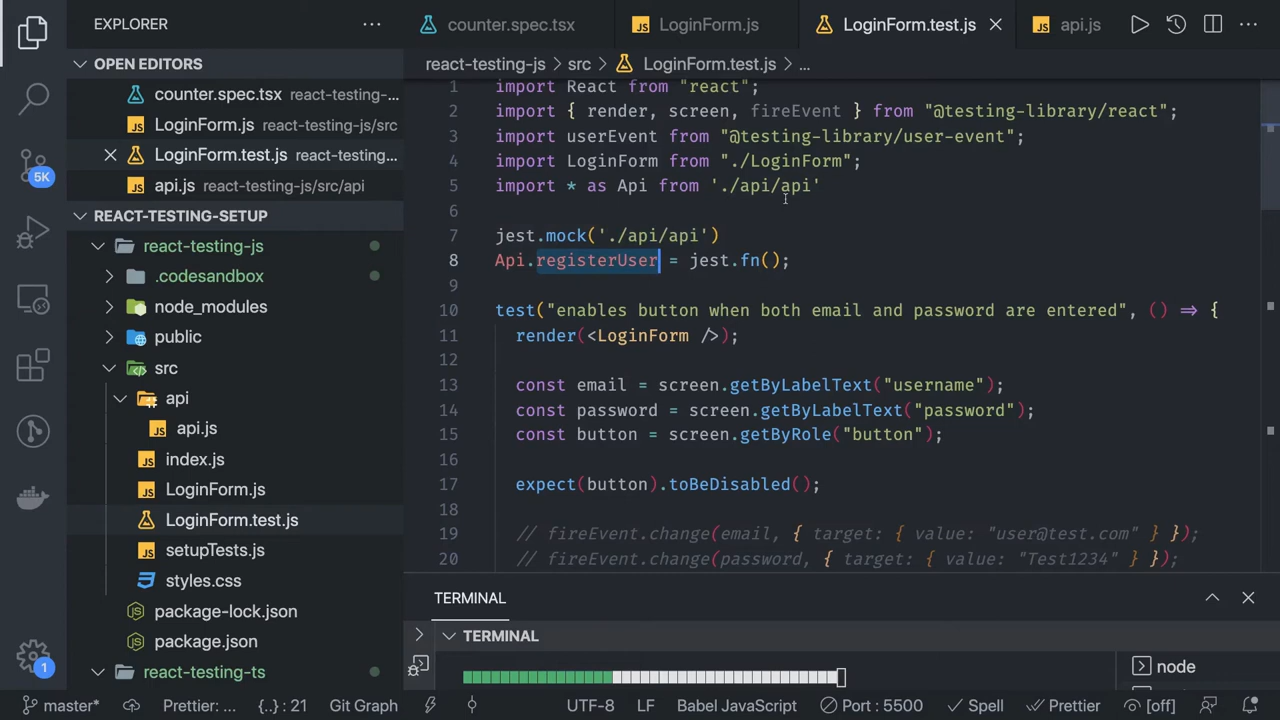 EXPLORER
counter.spec.tsx
LoginForm.js
LoginForm.test.js
api.js
OPEN EDITORS
counter.spec.tsx react-testing-...
LoginForm.js react-testing-js/src
LoginForm.test.js react-testing...
api.js react-testing-js/src/api
REACT-TESTING-SETUP
react-testing-js
.codesandbox
node_modules
public
src
api
api.js
index.js
LoginForm.js
LoginForm.test.js
setupTests.js
styles.css
package-lock.json
package.json
react-testing-ts
5K
1
react-testing-js > src > LoginForm.test.js > ...
1 import React from "react";
2 import { render, screen, fireEvent } from "@testing-library/react";
3 import userEvent from "@testing-library/user-event";
4 import LoginForm from "./LoginForm";
5 import * as Api from './api/api'
6
7 jest.mock('./api/api')
8 Api.registerUser = jest.fn();
9
10 test("enables button when both email and password are entered", () => {
11 render(<LoginForm />);
12
13 const email = screen.getByLabelText("username");
14 const password = screen.getByLabelText("password");
15 const button = screen.getByRole("button");
16
17 expect(button).toBeDisabled();
18
19 // fireEvent.change(email, { target: { value: "user@test.com" } });
20 // fireEvent.change(password, { target: { value: "Test1234" } });
TERMINAL
TERMINAL
node
master* Prettier: ... {..} : 21 Git Graph UTF-8 LF Babel JavaScript Port : 5500 Spell Prettier [off]